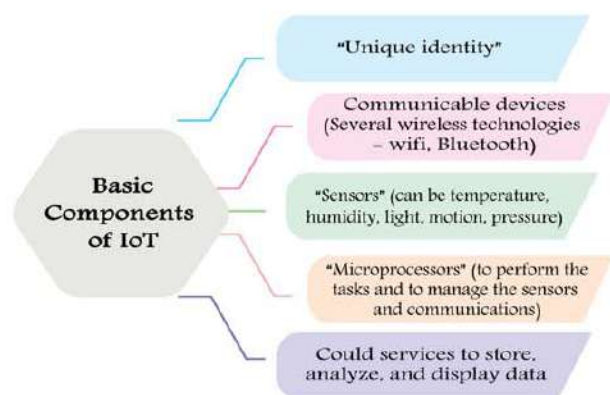 Basic
Components
of IoT
"Unique identity"
Communicable devices
(Several wireless technologies
– wifi, Bluetooth)
"Sensors" (can be temperature,
humidity, light, motion, pressure)
"Microprocessors" (to perform the
tasks and to manage the sensors
and communications)
Could services to store,
analyze, and display data